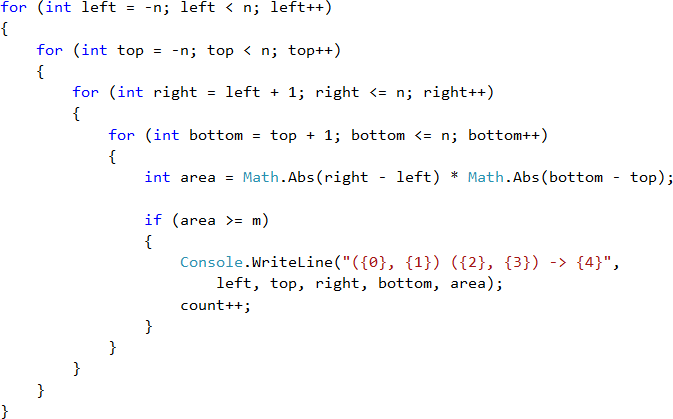 for (int left = -n; left < n; left++)
{
    for (int top = -n; top < n; top++)
    {
        for (int right = left + 1; right <= n; right++)
        {
            for (int bottom = top + 1; bottom <= n; bottom++)
            {
                int area = Math.Abs(right - left) * Math.Abs(bottom - top);

                if (area >= m)
                {
                    Console.WriteLine("({0}, {1}) ({2}, {3}) -> {4}",
                        left, top, right, bottom, area);
                    count++;
                }
            }
        }
    }
}